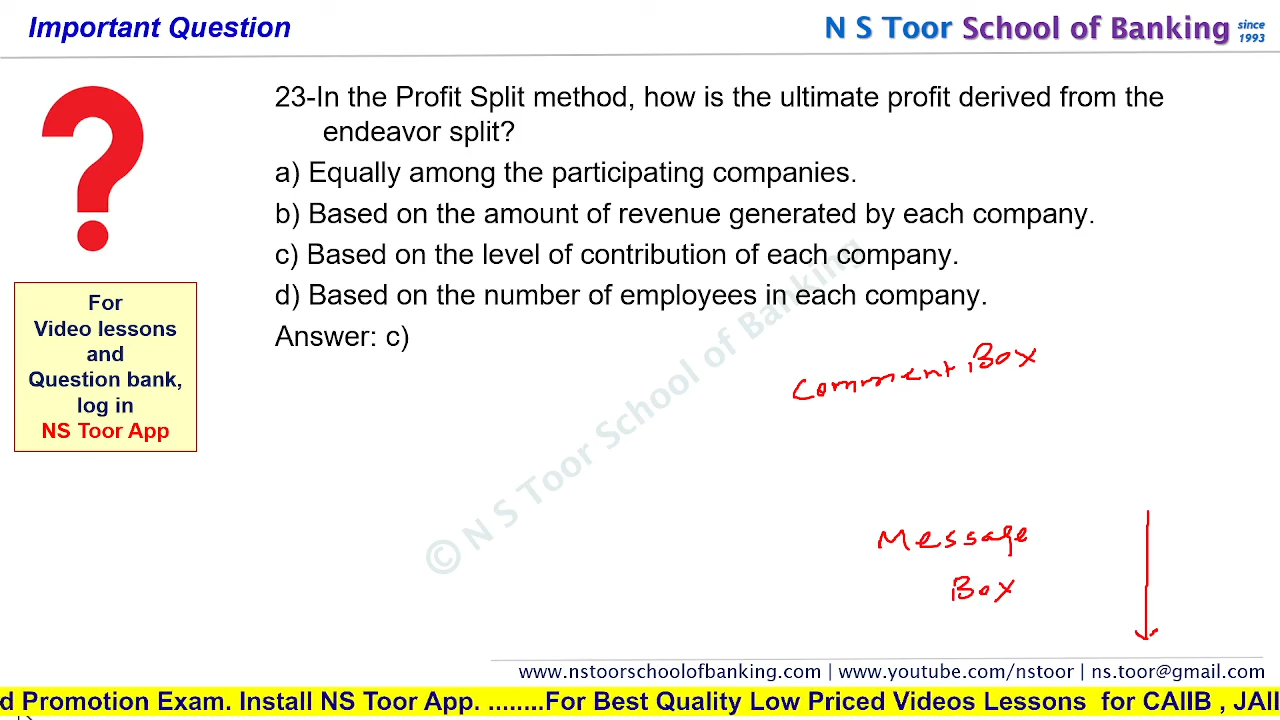 Important Question
N S Toor School of Banking since 1993
23-In the Profit Split method, how is the ultimate profit derived from the
endeavor split?
a) Equally among the participating companies.
b) Based on the amount of revenue generated by each company.
c) Based on the level of contribution of each company.
d) Based on the number of employees in each company.
Answer: c)
For
Video lessons
and
Question bank,
log in
NS Toor App
Comment Box
© N S Toor School of Banking
Message
Box
www.nstoorschoolofbanking.com | www.youtube.com/nstoor | ns.toor@gmail.com
d Promotion Exam. Install NS Toor App. ........For Best Quality Low Priced Videos Lessons for CAIIB , JAII